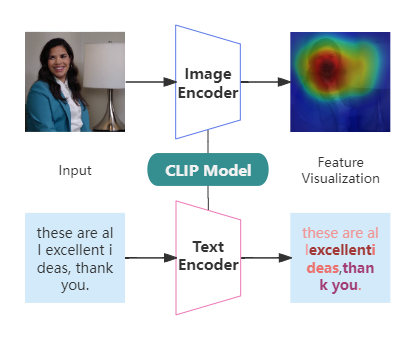 Image
Encoder
Input
CLIP Model
Feature
Visualization
these are al
l excellent i
deas, thank
you.
Text
Encoder
these are al
lexcellenti
deas,than
k you.